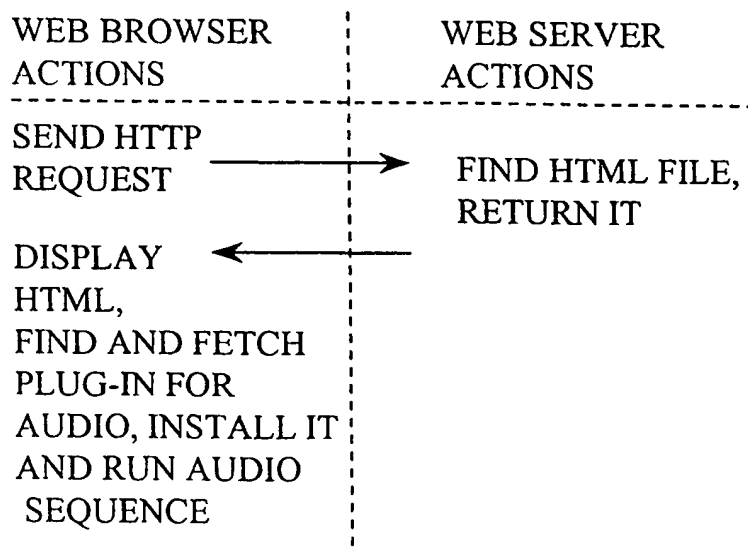 WEB BROWSER
ACTIONS
WEB SERVER
ACTIONS
SEND HTTP
REQUEST
FIND HTML FILE,
RETURN IT
DISPLAY
HTML,
FIND AND FETCH
PLUG-IN FOR
AUDIO, INSTALL IT
AND RUN AUDIO
SEQUENCE